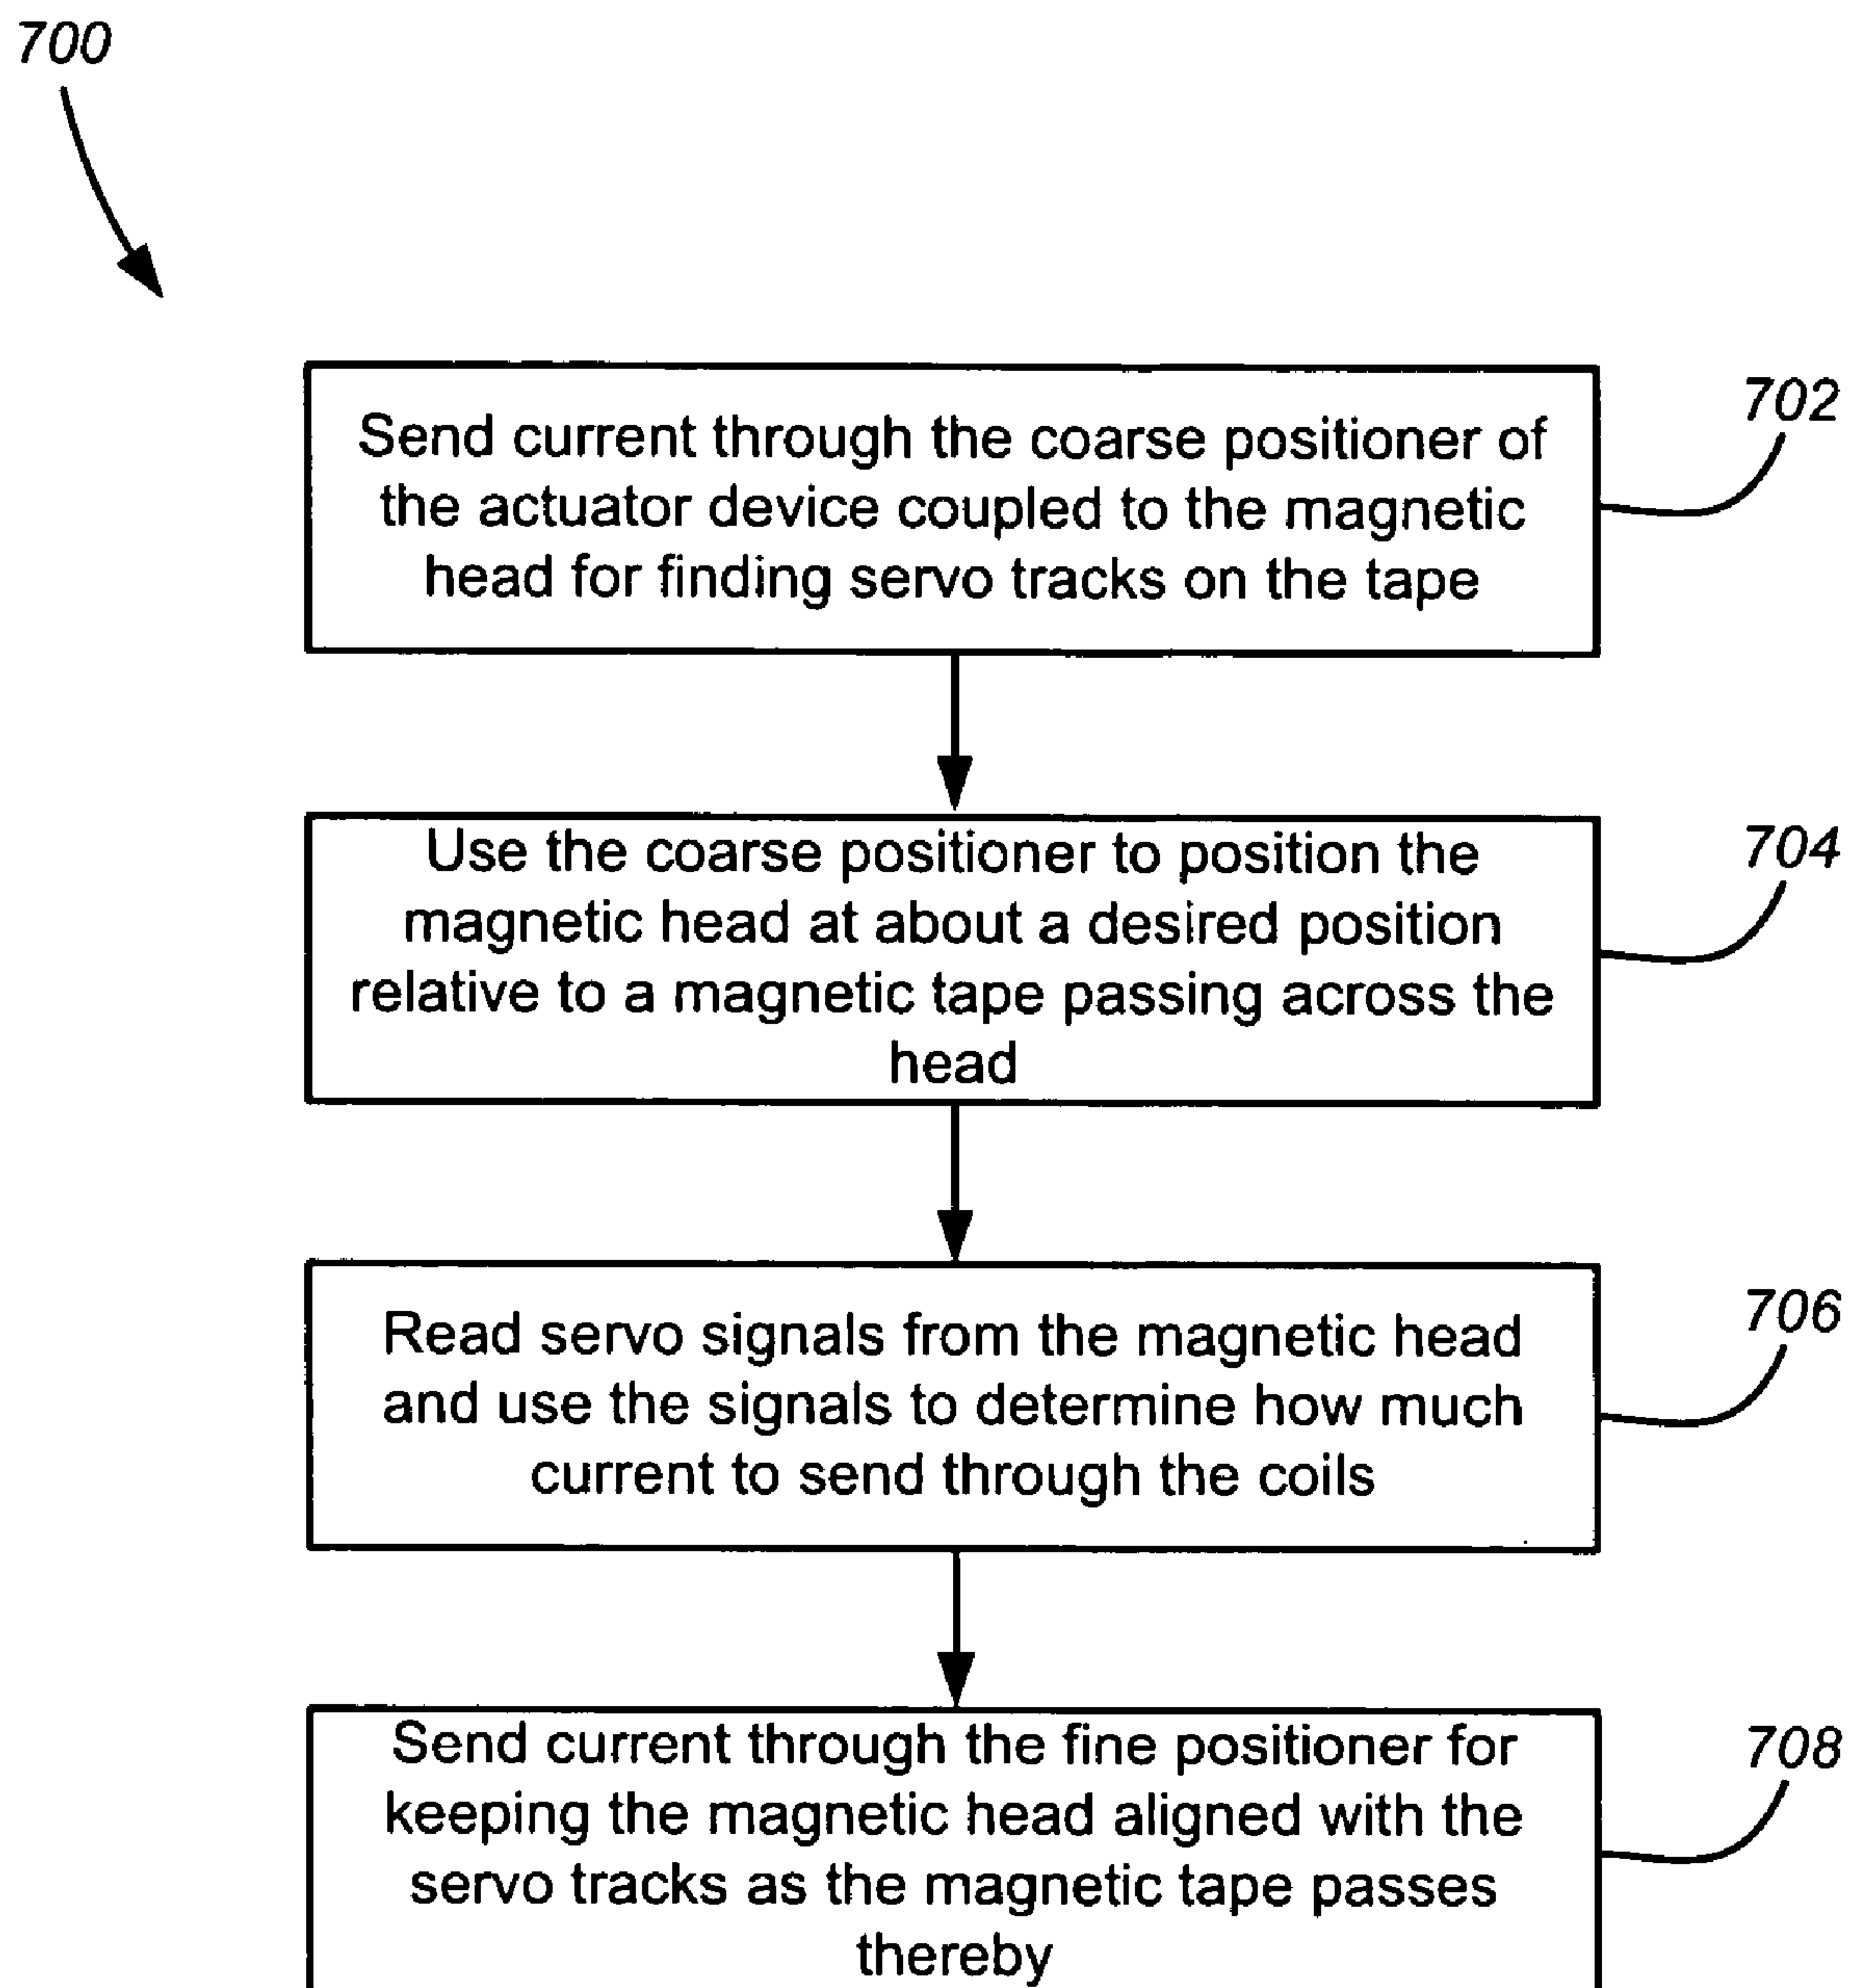 700
702
Send current through the coarse positioner of
the actuator device coupled to the magnetic
head for finding servo tracks on the tape
704
Use the coarse positioner to position the
magnetic head at about a desired position
relative to a magnetic tape passing across the
head
706
Read servo signals from the magnetic head
and use the signals to determine how much
current to send through the coils
708
Send current through the fine positioner for
keeping the magnetic head aligned with the
servo tracks as the magnetic tape passes
thereby